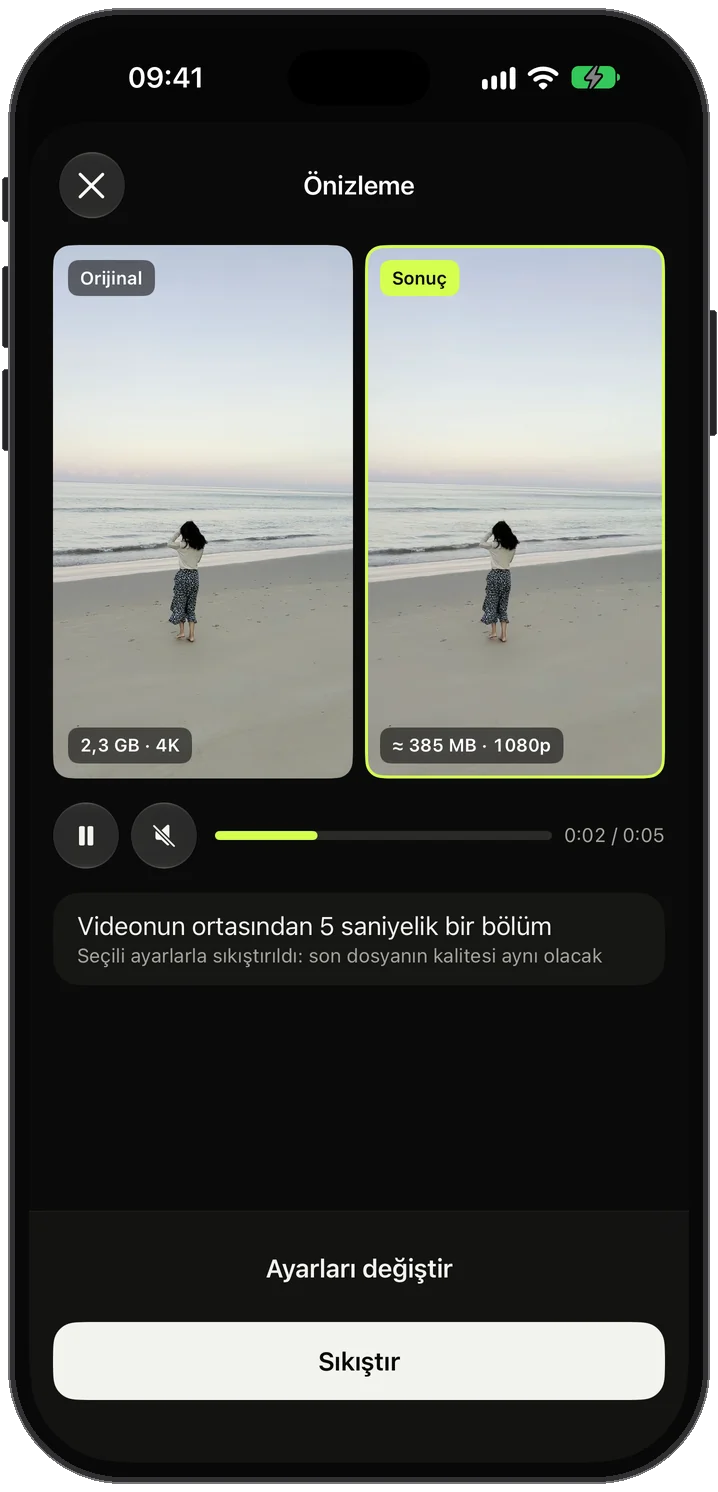 09:41
Önizleme
Orijinal
Sonuç
2,3 GB · 4K
≈ 385 MB · 1080p
0:02 / 0:05
Videonun ortasından 5 saniyelik bir bölüm
Seçili ayarlarla sıkıştırıldı: son dosyanın kalitesi aynı olacak
Ayarları değiştir
Sıkıştır